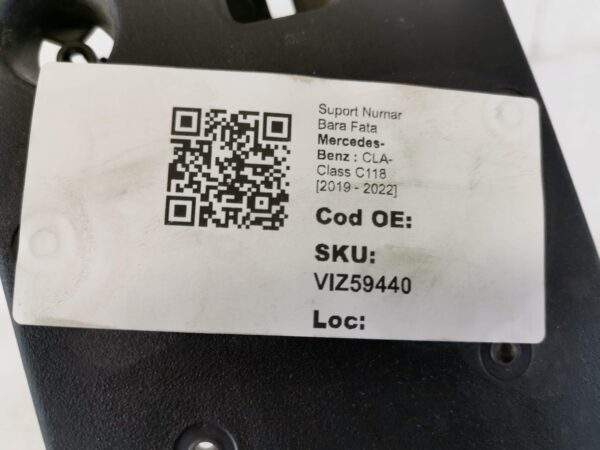 Suport Numar
Bara Fata
Mercedes-
Benz : CLA-
Class C118
[2019 - 2022]
Cod OE:
SKU:
VIZ59440
Loc: